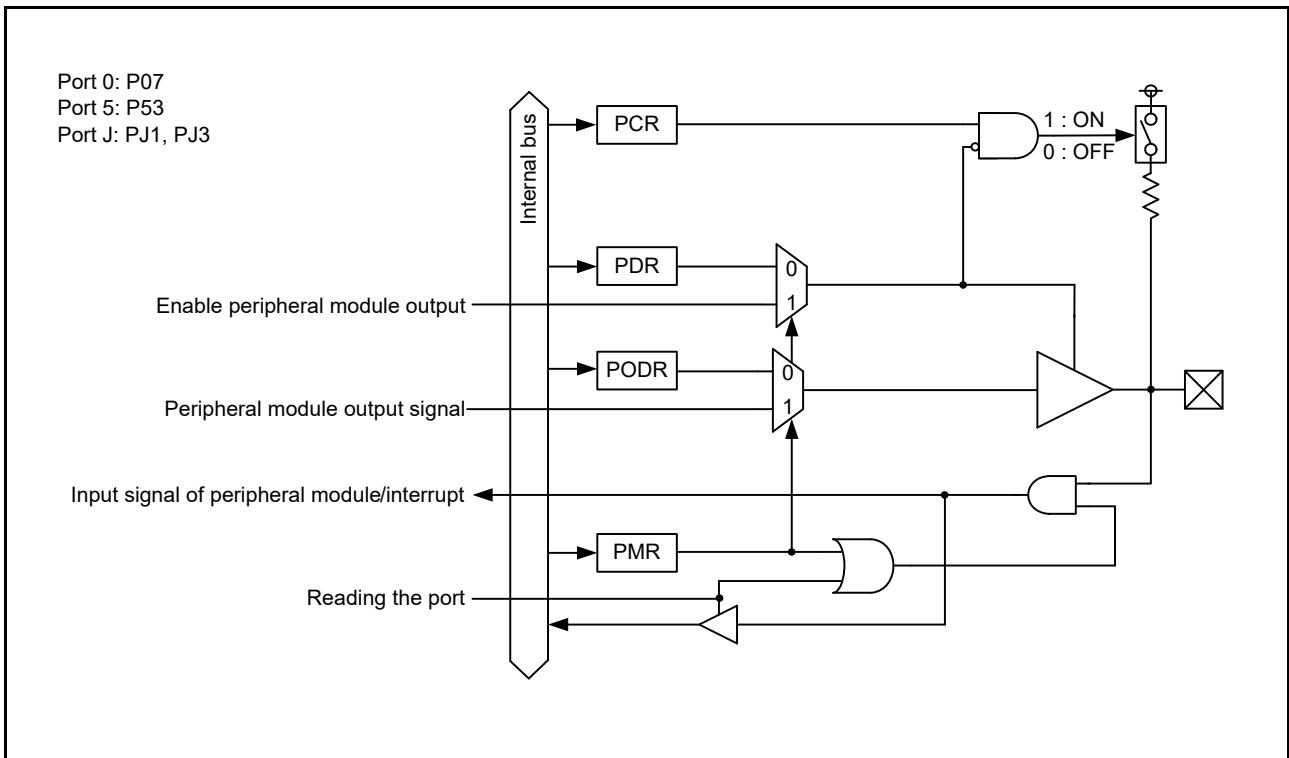 Port 0: P07
Port 5: P53
Port J: PJ1, PJ3
Internal bus
PCR
1 : ON
0 : OFF
PDR
0
1
Enable peripheral module output
PODR
0
1
Peripheral module output signal
Input signal of peripheral module/interrupt
PMR
Reading the port